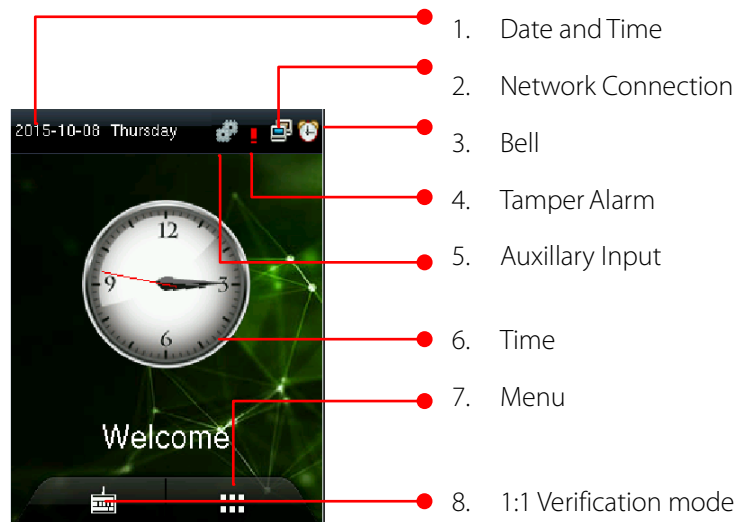 1. Date and Time
2. Network Connection
2015-10-08 Thursday
3. Bell
4. Tamper Alarm
5. Auxillary Input
12
9
3
6
6. Time
7. Menu
Welcome
8. 1:1 Verification mode